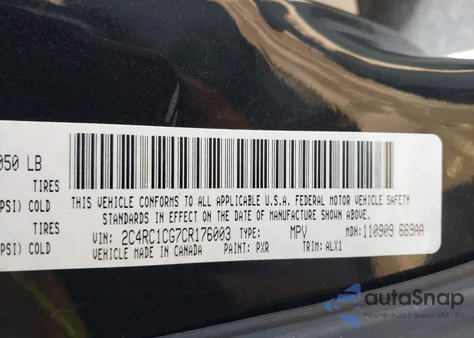 050 LB
TIRES
PSI) COLD
TIRES
PSI) COLD
THIS VEHICLE CONFORMS TO ALL APPLICABLE U.S.A. FEDERAL MOTOR VEHICLE SAFETY
STANDARDS IN EFFECT ON THE DATE OF MANUFACTURE SHOWN ABOVE.
VIN: 2C4RC1CG7CR176003 TYPE: MPV MDH: 110909 669AA
VEHICLE MADE IN CANADA PAINT: PXR TRIM: ALX1
autaSnap